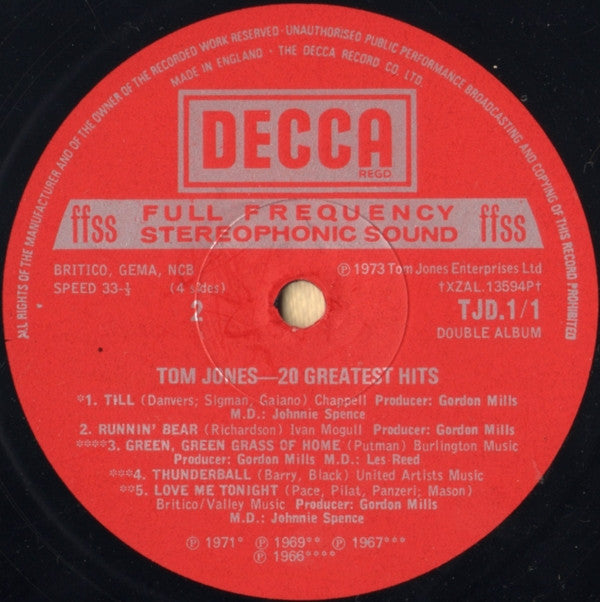 ALL RIGHTS OF THE MANUFACTURER AND OF THE OWNER OF THE RECORDED WORK RESERVED · UNAUTHORISED PUBLIC PERFORMANCE BROADCASTING AND COPYING OF THIS RECORD PROHIBITED
MADE IN ENGLAND · THE DECCA RECORD CO. LTD.
DECCA
REGD
ffss FULL FREQUENCY ffss
STEREOPHONIC SOUND
BRITICO, GEMA, NCB ℗ 1973 Tom Jones Enterprises Ltd
SPEED 33-⅓ (4 sides) †XZAL.13594P†
2 TJD.1/1
DOUBLE ALBUM
TOM JONES—20 GREATEST HITS
°1. TILL (Danvers; Sigman, Gaiano) Chappell Producer: Gordon Mills
M.D.: Johnnie Spence
2. RUNNIN' BEAR (Richardson) Ivan Mogull Producer: Gordon Mills
°°°°3. GREEN, GREEN GRASS OF HOME (Putman) Burlington Music
Producer: Gordon Mills M.D.: Les-Reed
°°°4. THUNDERBALL (Barry, Black) United Artists Music
°°5. LOVE ME TONIGHT (Pace, Pilat, Panzeri; Mason)
Britico/Valley Music Producer: Gordon Mills
M.D.: Johnnie Spence
℗ 1971° ℗ 1969°° ℗ 1967°°°
℗ 1966°°°°